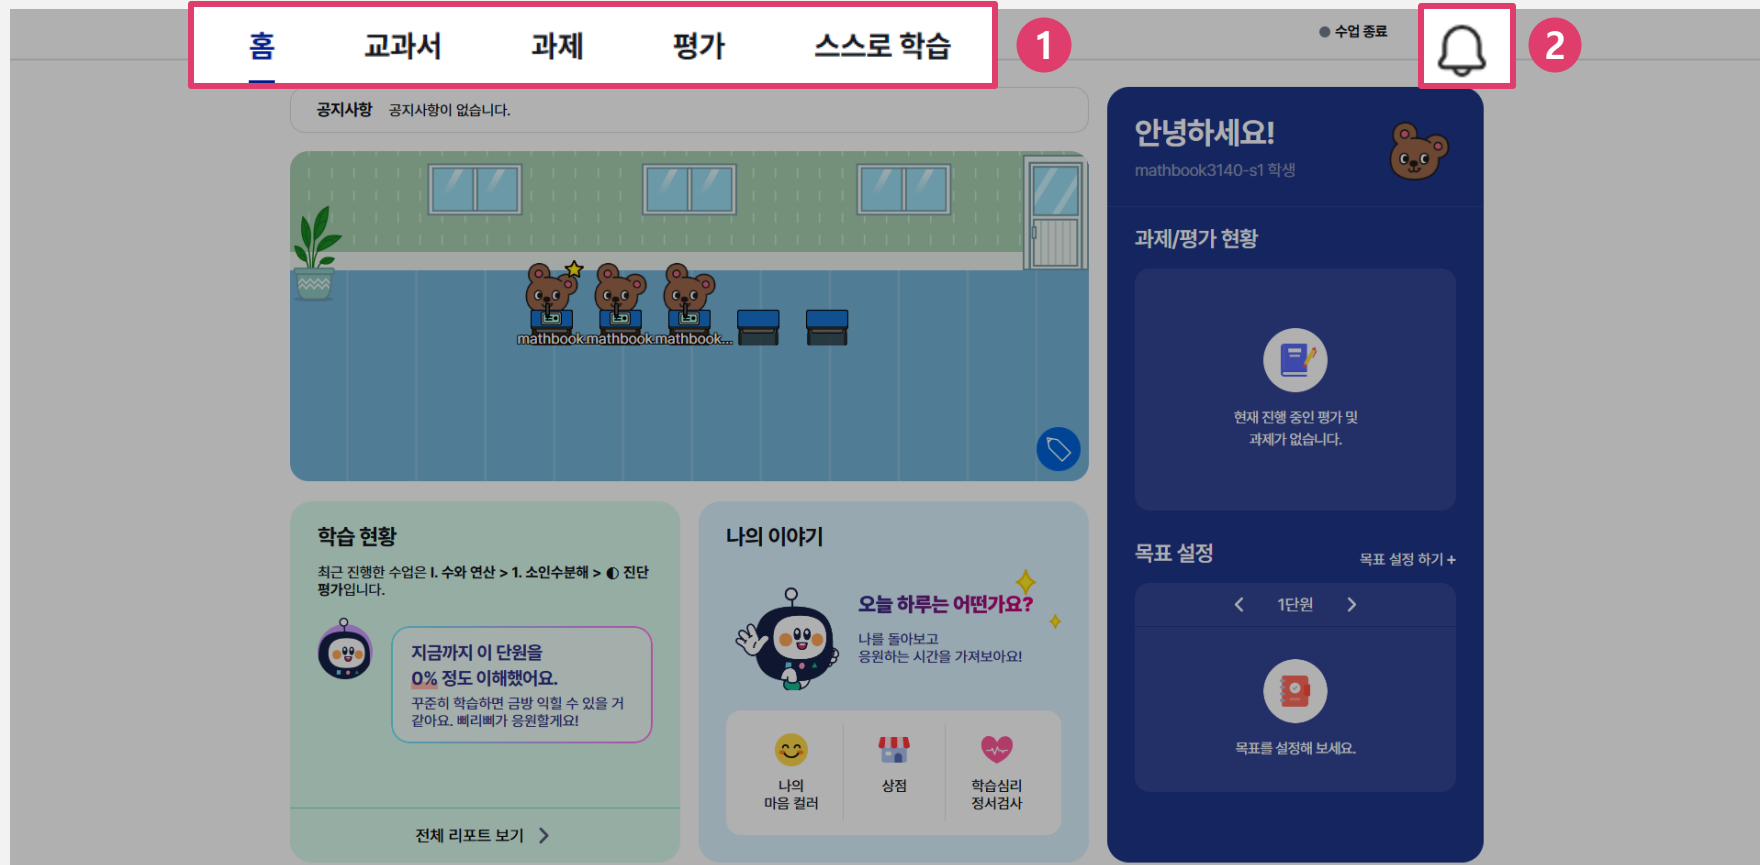 홈 교과서 과제 평가 스스로 학습
1
수업 종료
2
공지사항 공지사항이 없습니다.
mathbook... mathbook... mathbook...
학습 현황
최근 진행한 수업은 I. 수와 연산 > 1. 소인수분해 > ◐ 진단
평가입니다.
지금까지 이 단원을
0% 정도 이해했어요.
꾸준히 학습하면 금방 익힐 수 있을 거
같아요. 삐리삐가 응원할게요!
전체 리포트 보기 >
나의 이야기
오늘 하루는 어떤가요?
나를 돌아보고
응원하는 시간을 가져보아요!
나의
마음 컬러
상점
학습심리
정서검사
안녕하세요!
mathbook3140-s1 학생
과제/평가 현황
현재 진행 중인 평가 및
과제가 없습니다.
목표 설정
목표 설정 하기 +
< 1단원 >
목표를 설정해 보세요.